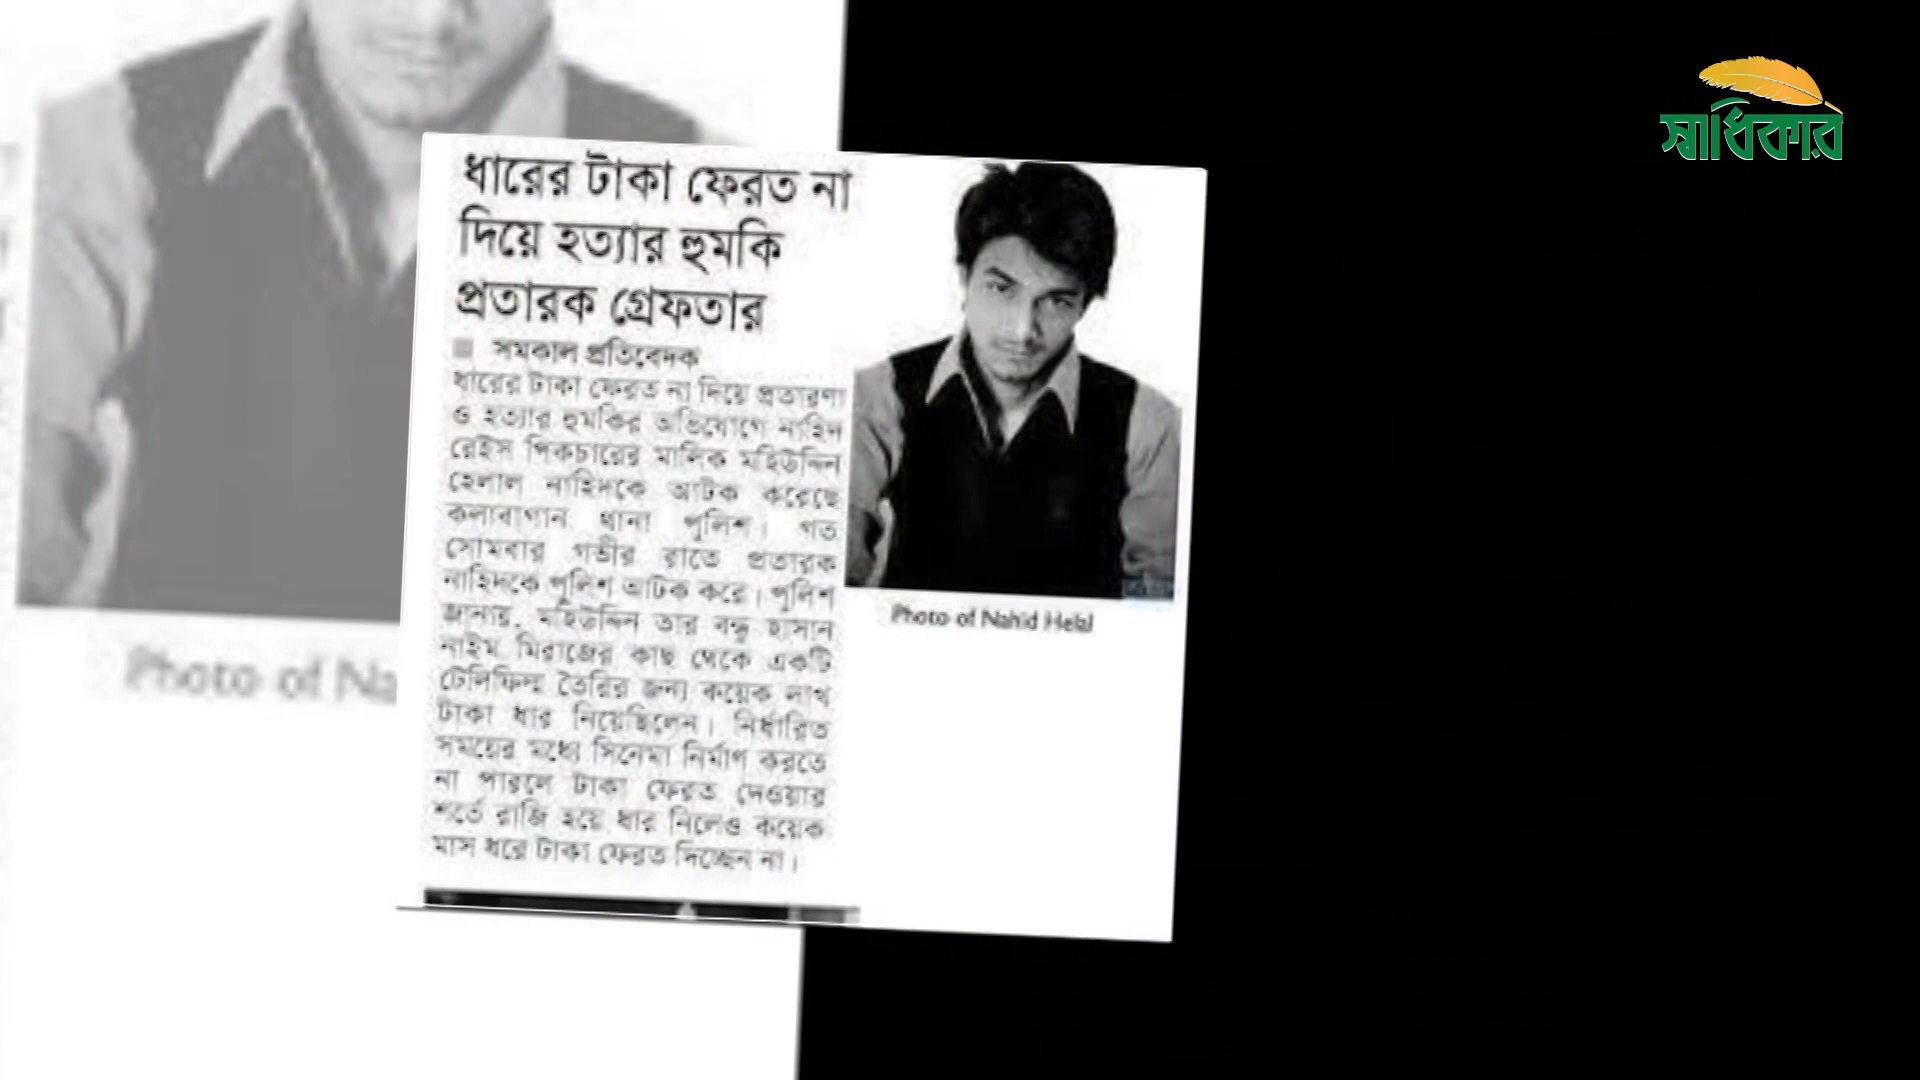 স্বাধিকার
ধারের টাকা ফেরত না
দিয়ে হত্যার হুমকি
প্রতারক গ্রেফতার
সমকাল প্রতিবেদক
ধারের টাকা ফেরত না দিয়ে প্রতারণা
ও হত্যার হুমকির অভিযোগে নাহিদ
রেইস পিকচারের মালিক মহিউদ্দিন
হেলাল নাহিদকে আটক করেছে
কলাবাগান থানা পুলিশ। গত
সোমবার গভীর রাতে প্রতারক
নাহিদকে পুলিশ আটক করে। পুলিশ
জানায়, মহিউদ্দিন তার বন্ধু হাসান
নাইম মিরাজের কাছ থেকে একটি
টেলিফিল্ম তৈরির জন্য কয়েক লাখ
টাকা ধার নিয়েছিলেন। নির্ধারিত
সময়ের মধ্যে সিনেমা নির্মাণ করতে
না পারলে টাকা ফেরত দেওয়ার
শর্তে রাজি হয়ে ধার নিলেও কয়েক
মাস ধরে টাকা ফেরত দিচ্ছেন না।
Photo of Nahid Helal
Photo of Na